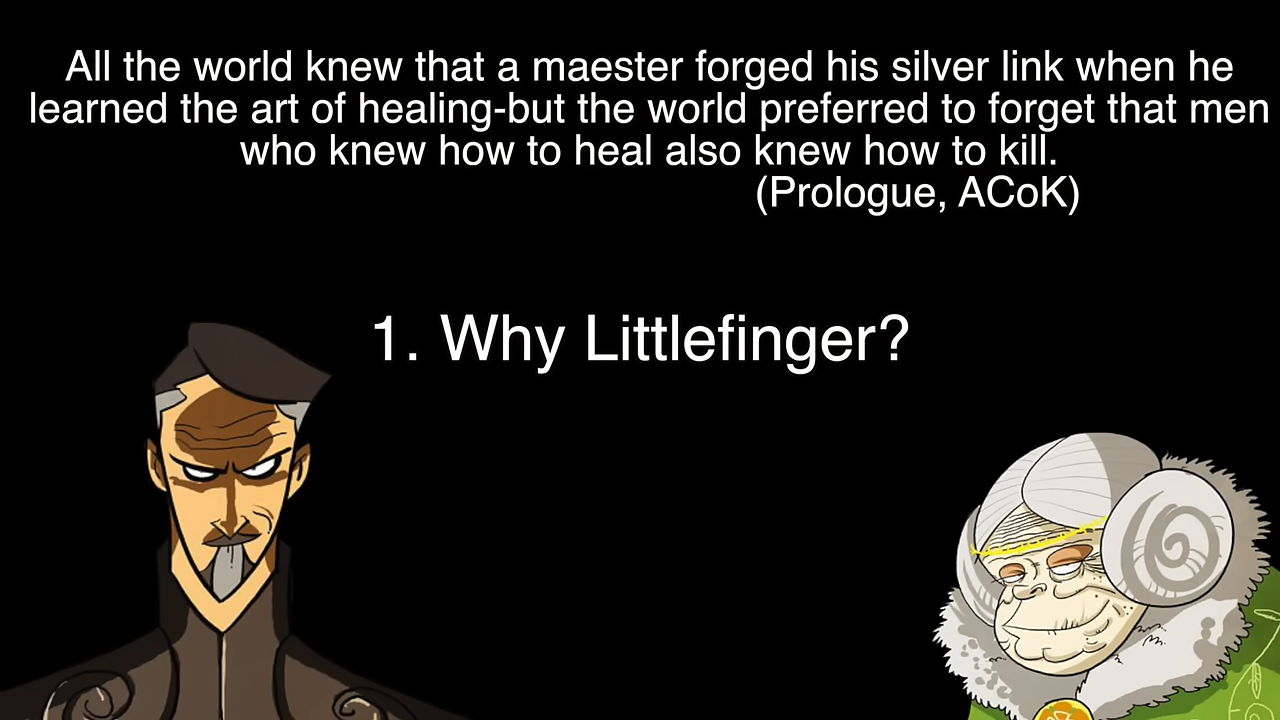 All the world knew that a maester forged his silver link when he
learned the art of healing-but the world preferred to forget that men
who knew how to heal also knew how to kill.
(Prologue, ACoK)
1. Why Littlefinger?